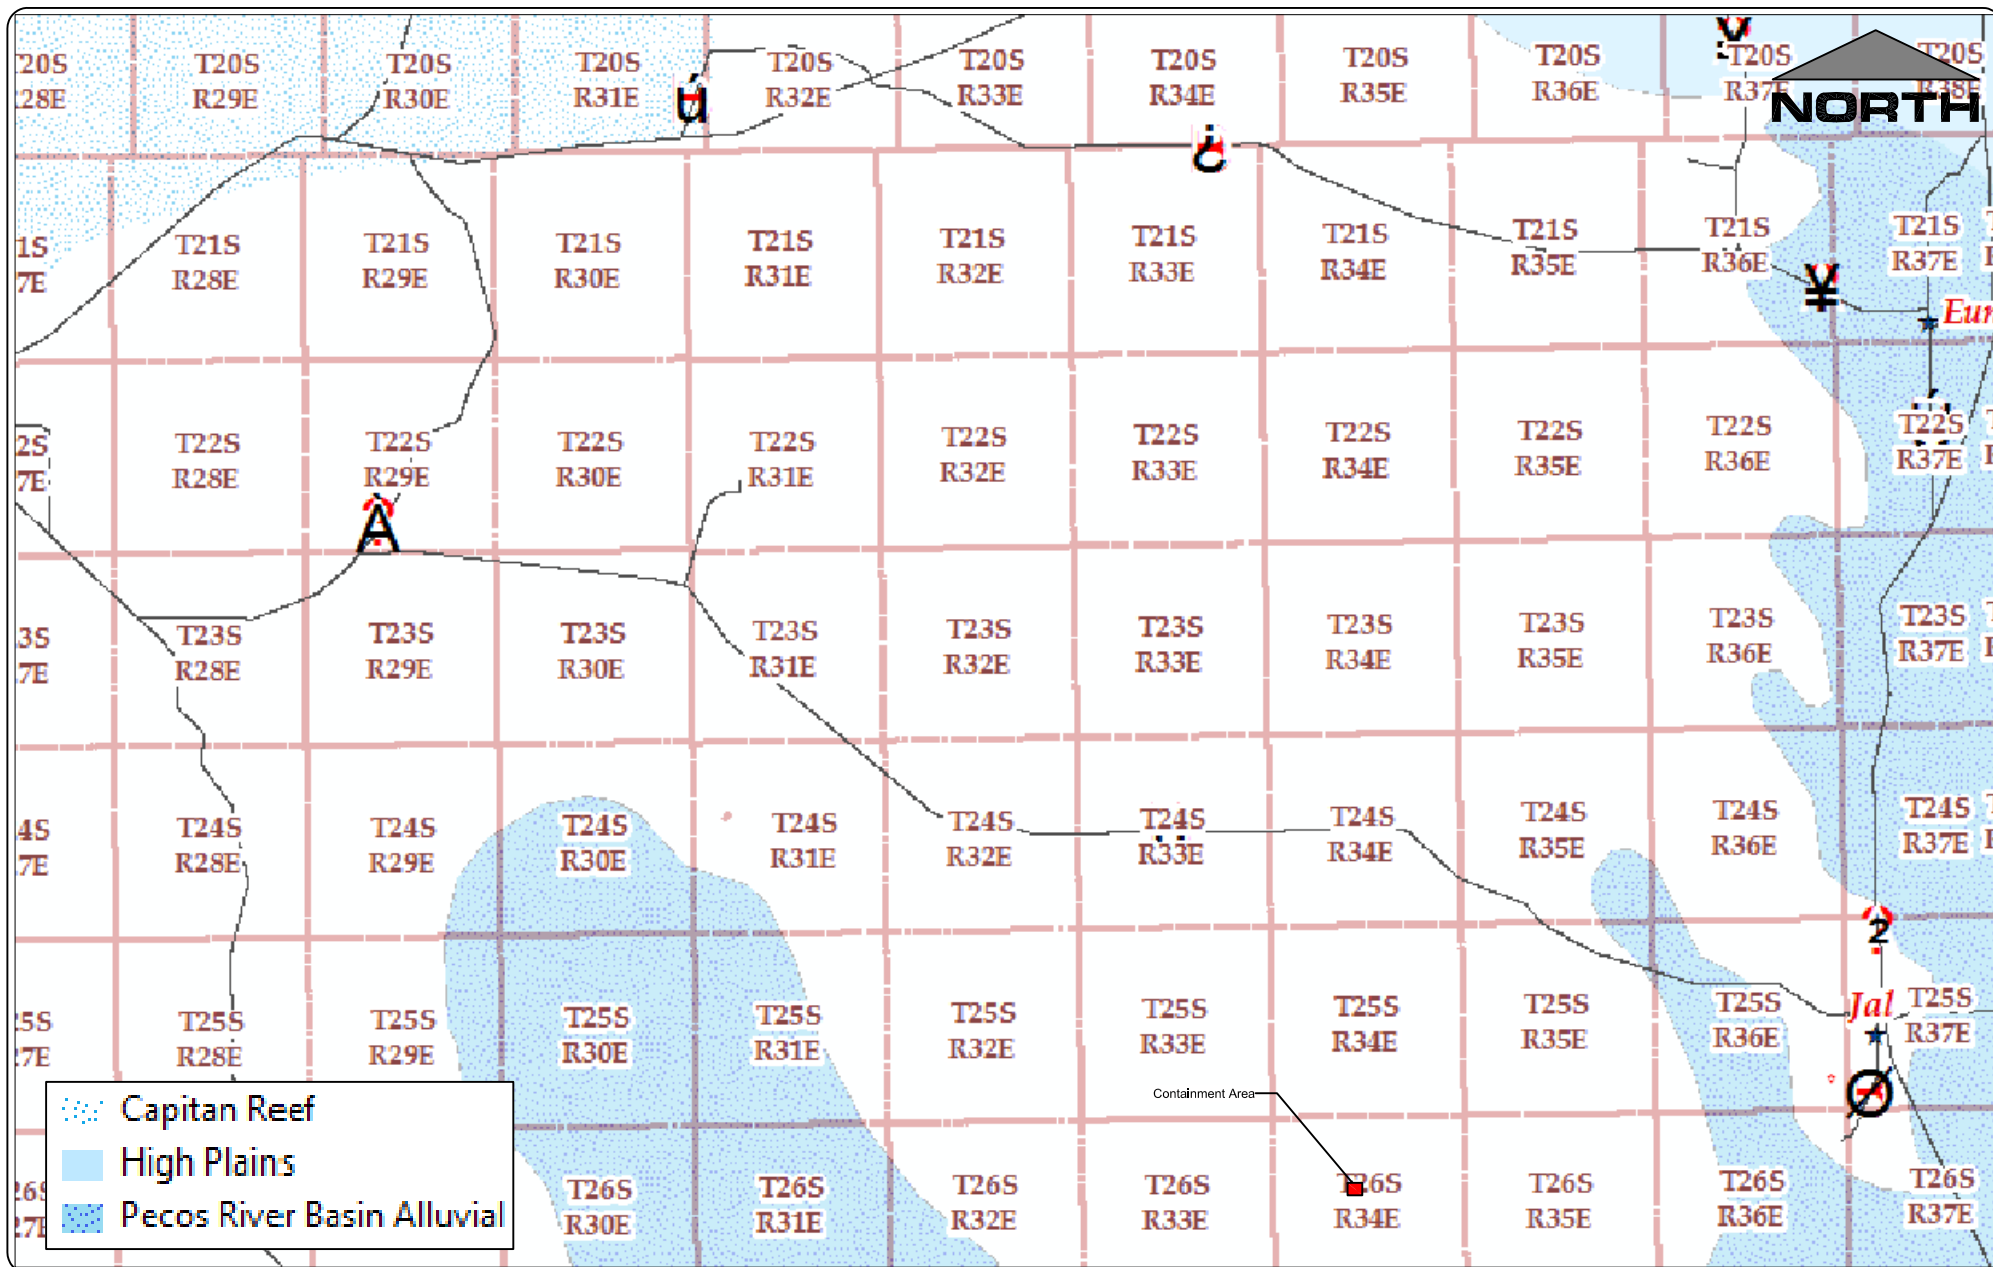 T20S T20S T20S T20S T20S T20S T20S T20S T20S
R29E R30E R31E R32E R33E R34E R35E R36E R37E
NORTH
T21S T21S T21S T21S T21S T21S T21S T21S T21S T21S
R28E R29E R30E R31E R32E R33E R34E R35E R36E R37E
¥
Eun
T22S T22S T22S T22S T22S T22S T22S T22S T22S T22S
R28E R29E R30E R31E R32E R33E R34E R35E R36E R37E
A
T23S T23S T23S T23S T23S T23S T23S T23S T23S T23S
R28E R29E R30E R31E R32E R33E R34E R35E R36E R37E
T24S T24S T24S T24S T24S T24S T24S T24S T24S T24S
R28E R29E R30E R31E R32E R33E R34E R35E R36E R37E
2
Jal
T25S T25S T25S T25S T25S T25S T25S T25S T25S T25S
R28E R29E R30E R31E R32E R33E R34E R35E R36E R37E
Containment Area
T26S T26S T26S T26S T26S T26S T26S T26S
R30E R31E R32E R33E R34E R35E R36E R37E
Capitan Reef
High Plains
Pecos River Basin Alluvial